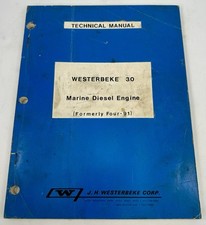 TECHNICAL MANUAL
WESTERBEKE 30
Marine Diesel Engine
(Formerly Four-91)
W
J. H. WESTERBEKE CORP.